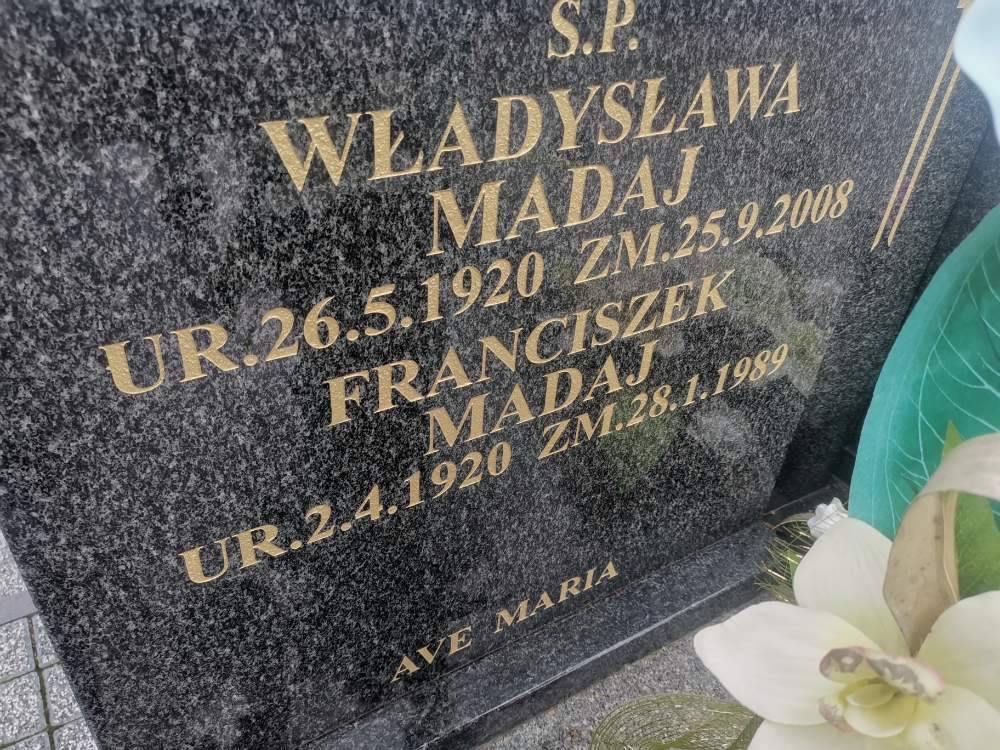 S.P.
WŁADYSŁAWA
MADAJ
UR.26.5.1920 ZM.25.9.2008
FRANCISZEK
MADAJ
UR.2.4.1920 ZM.28.1.1989
AVE MARIA